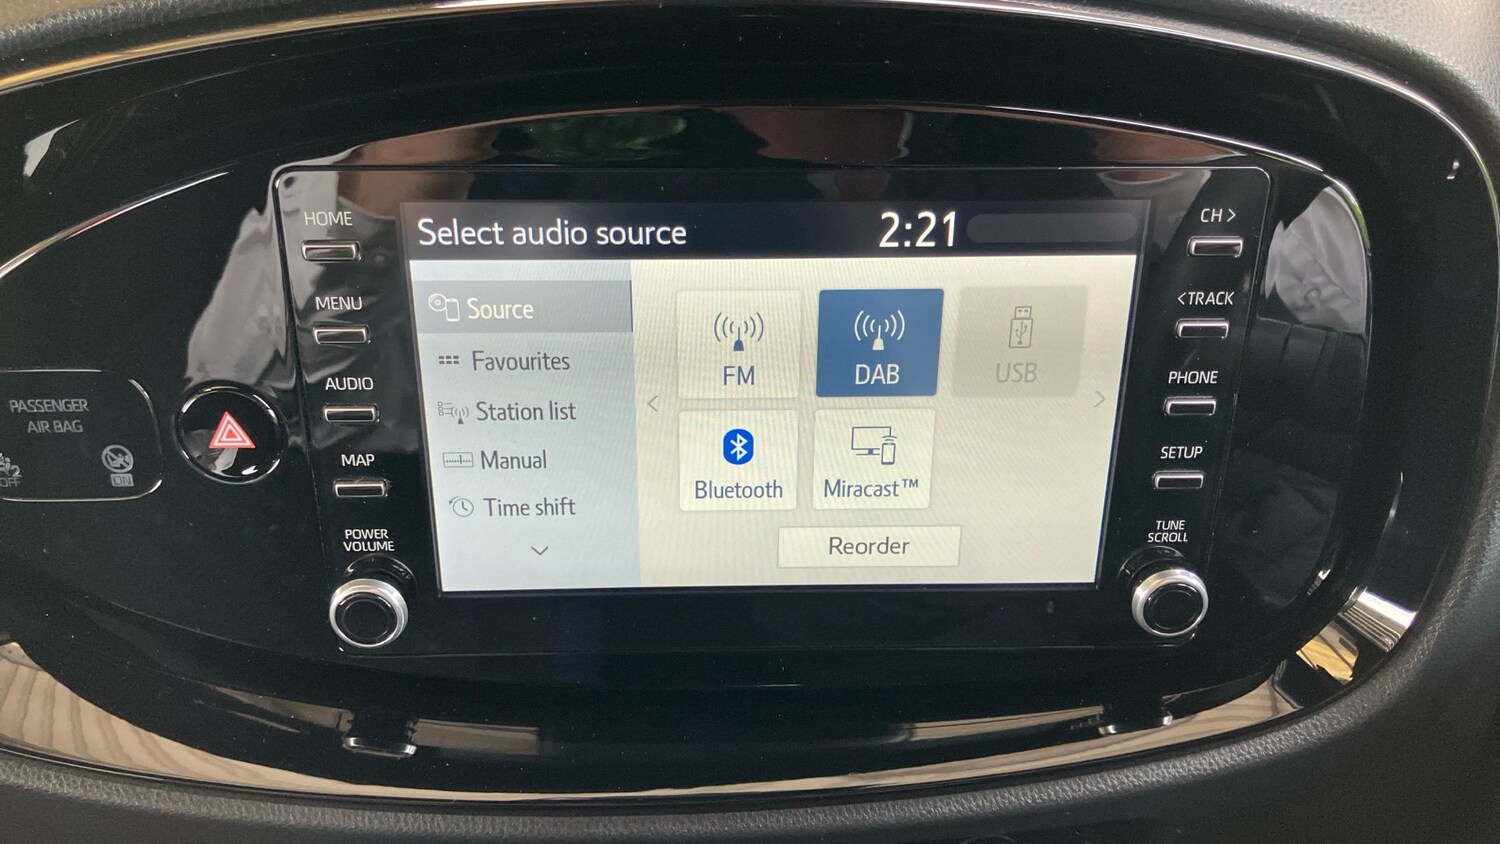 PASSENGER
AIR BAG
2
OFF
ON
HOME
MENU
AUDIO
MAP
POWER
VOLUME
Select audio source
2:21
Source
Favourites
Station list
Manual
Time shift
FM
DAB
USB
Bluetooth
Miracast™
Reorder
CH >
<TRACK
PHONE
SETUP
TUNE
SCROLL